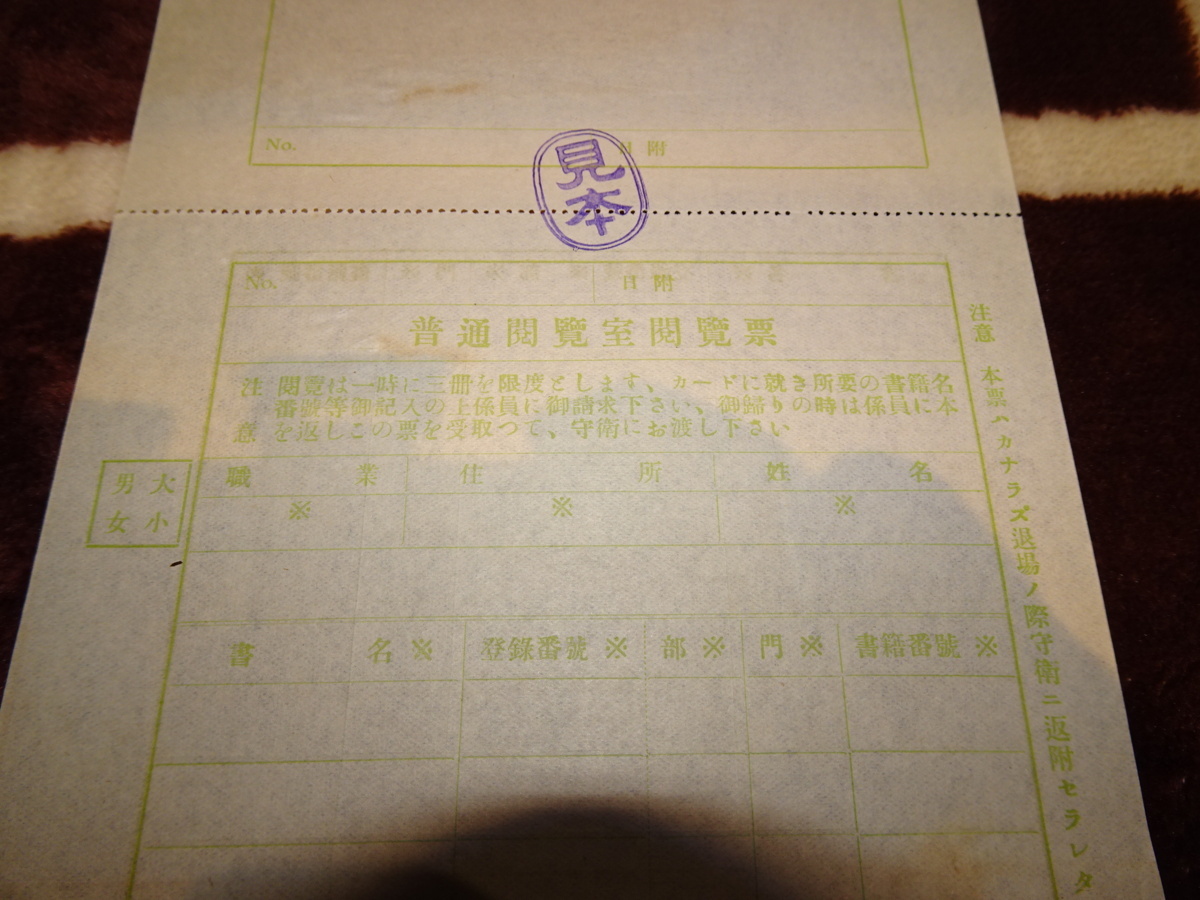 No. 日附
見本
No. 日附
普通閲覽室閲覽票
注意 閲覽は一時に三冊を限度とします、カードに就き所要の書籍名
番號等御記入の上係員に御請求下さい、御歸りの時は係員に本
を返しこの票を受取つて、守衛にお渡し下さい
職業 住所 姓名
※ ※ ※
男 大
女 小
書名※ 登錄番號※ 部※ 門※ 書籍番號※
注意 本票ハカナラズ退場ノ際守衛ニ返附セラレタ